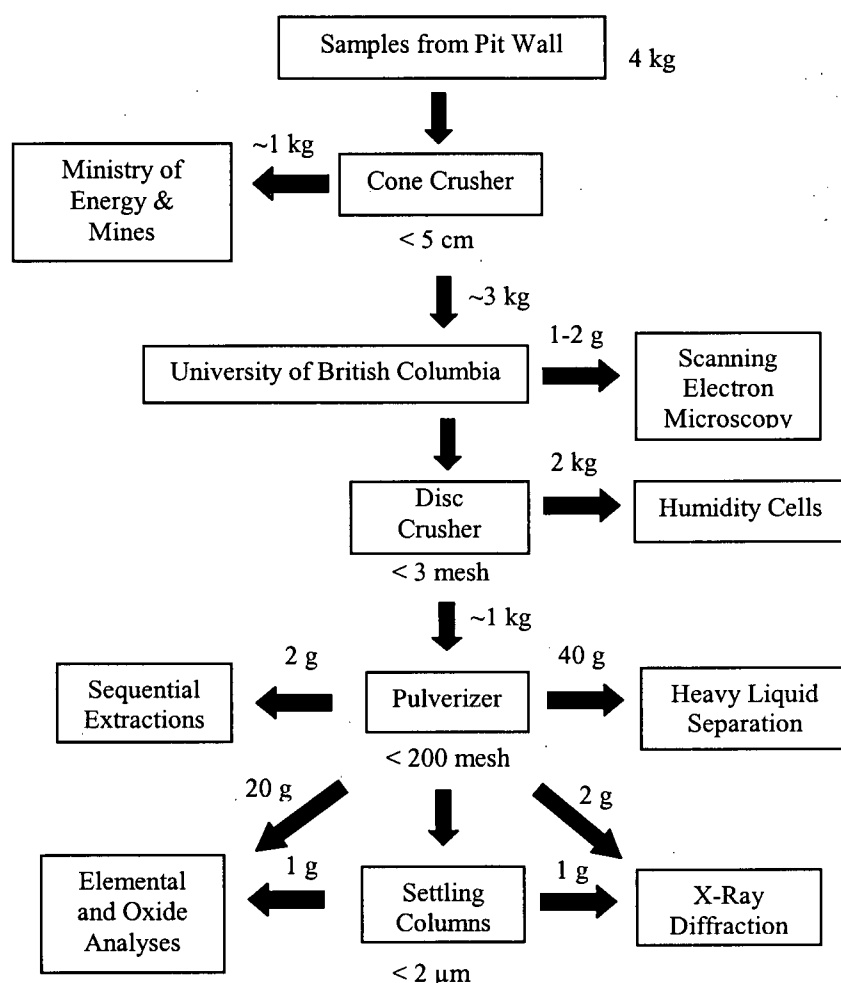 Samples from Pit Wall
4 kg
~1 kg
Ministry of
Energy &
Mines
Cone Crusher
< 5 cm
~3 kg
University of British Columbia
1-2 g
Scanning
Electron
Microscopy
2 kg
Disc
Crusher
Humidity Cells
< 3 mesh
~1 kg
2 g
40 g
Sequential
Extractions
Pulverizer
Heavy Liquid
Separation
< 200 mesh
20 g
2 g
1 g
1 g
Elemental
and Oxide
Analyses
Settling
Columns
X-Ray
Diffraction
< 2 µm